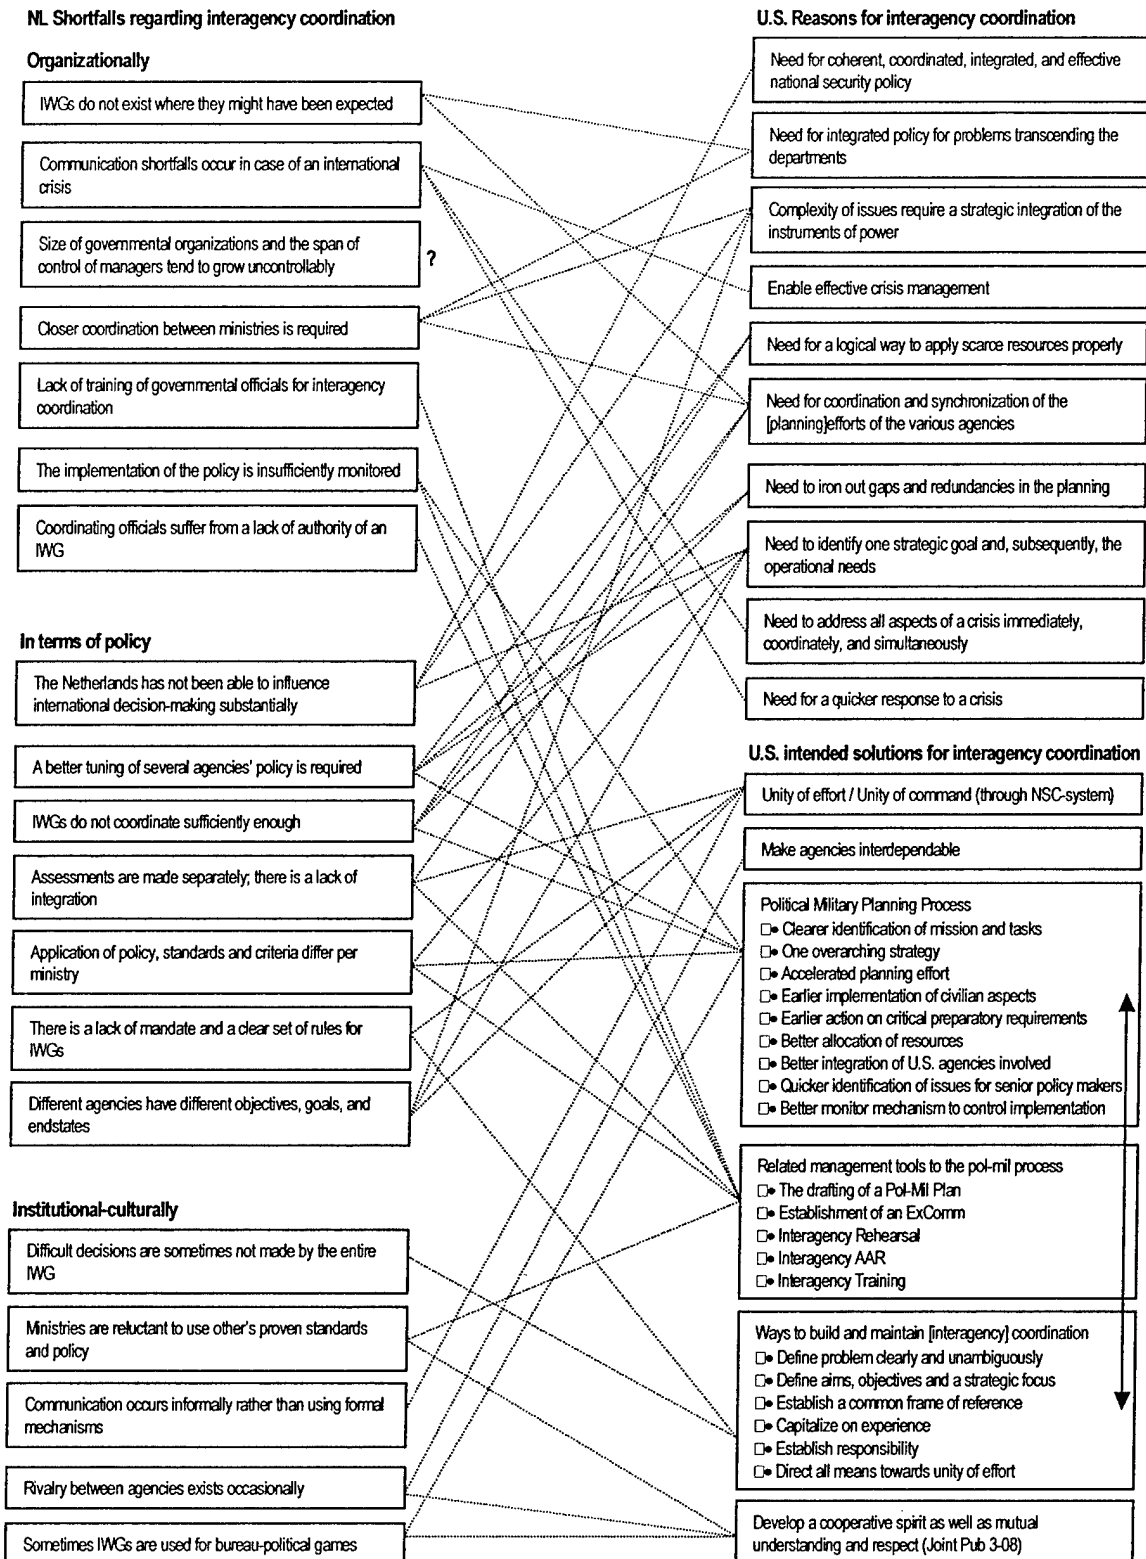 NL Shortfalls regarding interagency coordination
Organizationally
IWGs do not exist where they might have been expected
Communication shortfalls occur in case of an international
crisis
Size of governmental organizations and the span of
control of managers tend to grow uncontrollably
?
Closer coordination between ministries is required
Lack of training of governmental officials for interagency
coordination
The implementation of the policy is insufficiently monitored
Coordinating officials suffer from a lack of authority of an
IWG
In terms of policy
The Netherlands has not been able to influence
international decision-making substantially
A better tuning of several agencies' policy is required
IWGs do not coordinate sufficiently enough
Assessments are made separately; there is a lack of
integration
Application of policy, standards and criteria differ per
ministry
There is a lack of mandate and a clear set of rules for
IWGs
Different agencies have different objectives, goals, and
endstates
Institutional-culturally
Difficult decisions are sometimes not made by the entire
IWG
Ministries are reluctant to use other's proven standards
and policy
Communication occurs informally rather than using formal
mechanisms
Rivalry between agencies exists occasionally
Sometimes IWGs are used for bureau-political games
U.S. Reasons for interagency coordination
Need for coherent, coordinated, integrated, and effective
national security policy
Need for integrated policy for problems transcending the
departments
Complexity of issues require a strategic integration of the
instruments of power
Enable effective crisis management
Need for a logical way to apply scarce resources properly
Need for coordination and synchronization of the
[planning]efforts of the various agencies
Need to iron out gaps and redundancies in the planning
Need to identify one strategic goal and, subsequently, the
operational needs
Need to address all aspects of a crisis immediately,
coordinately, and simultaneously
Need for a quicker response to a crisis
U.S. intended solutions for interagency coordination
Unity of effort / Unity of command (through NSC-system)
Make agencies interdependable
Political Military Planning Process
□• Clearer identification of mission and tasks
□• One overarching strategy
□• Accelerated planning effort
□• Earlier implementation of civilian aspects
□• Earlier action on critical preparatory requirements
□• Better allocation of resources
□• Better integration of U.S. agencies involved
□• Quicker identification of issues for senior policy makers
□• Better monitor mechanism to control implementation
Related management tools to the pol-mil process
□• The drafting of a Pol-Mil Plan
□• Establishment of an ExComm
□• Interagency Rehearsal
□• Interagency AAR
□• Interagency Training
Ways to build and maintain [interagency] coordination
□• Define problem clearly and unambiguously
□• Define aims, objectives and a strategic focus
□• Establish a common frame of reference
□• Capitalize on experience
□• Establish responsibility
□• Direct all means towards unity of effort
Develop a cooperative spirit as well as mutual
understanding and respect (Joint Pub 3-08)